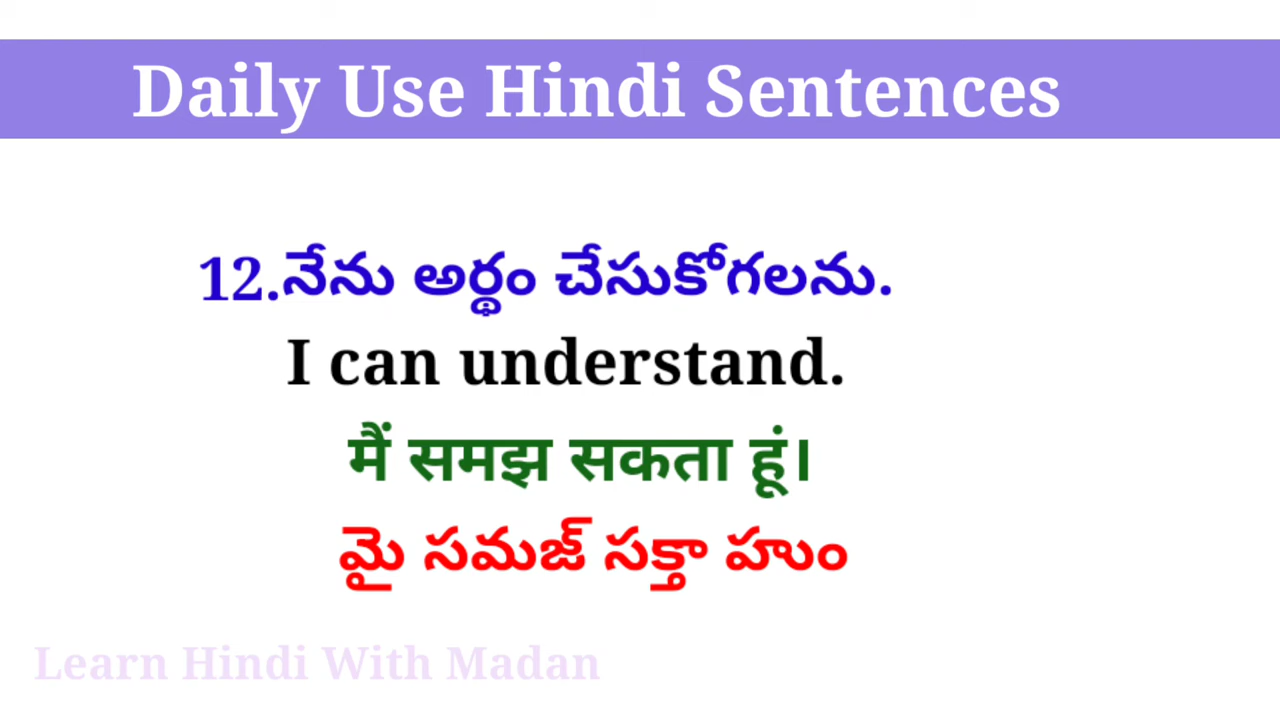 Daily Use Hindi Sentences
12.నేను అర్థం చేసుకోగలను.
I can understand.
मैं समझ सकता हूं।
మై సమజ్ సక్తా హుం
Learn Hindi With Madan